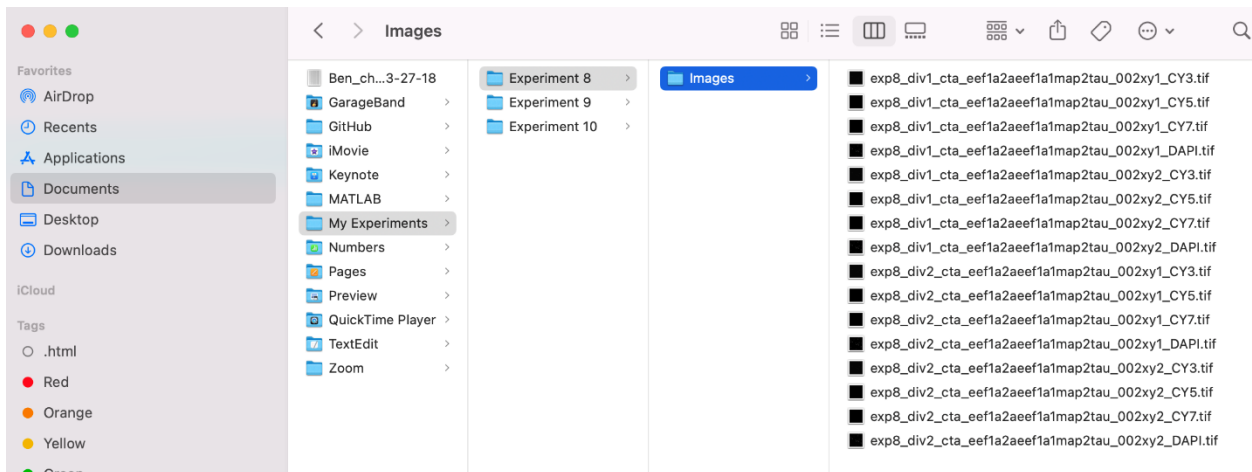 Images
Favorites
AirDrop
Recents
Applications
Documents
Desktop
Downloads
iCloud
Tags
.html
Red
Orange
Yellow
Ben_ch...3-27-18
GarageBand
GitHub
iMovie
Keynote
MATLAB
My Experiments
Numbers
Pages
Preview
QuickTime Player
TextEdit
Zoom
Experiment 8
Experiment 9
Experiment 10
Images
exp8_div1_cta_eef1a2aeef1a1map2tau_002xy1_CY3.tif
exp8_div1_cta_eef1a2aeef1a1map2tau_002xy1_CY5.tif
exp8_div1_cta_eef1a2aeef1a1map2tau_002xy1_CY7.tif
exp8_div1_cta_eef1a2aeef1a1map2tau_002xy1_DAPI.tif
exp8_div1_cta_eef1a2aeef1a1map2tau_002xy2_CY3.tif
exp8_div1_cta_eef1a2aeef1a1map2tau_002xy2_CY5.tif
exp8_div1_cta_eef1a2aeef1a1map2tau_002xy2_CY7.tif
exp8_div1_cta_eef1a2aeef1a1map2tau_002xy2_DAPI.tif
exp8_div2_cta_eef1a2aeef1a1map2tau_002xy1_CY3.tif
exp8_div2_cta_eef1a2aeef1a1map2tau_002xy1_CY5.tif
exp8_div2_cta_eef1a2aeef1a1map2tau_002xy1_CY7.tif
exp8_div2_cta_eef1a2aeef1a1map2tau_002xy1_DAPI.tif
exp8_div2_cta_eef1a2aeef1a1map2tau_002xy2_CY3.tif
exp8_div2_cta_eef1a2aeef1a1map2tau_002xy2_CY5.tif
exp8_div2_cta_eef1a2aeef1a1map2tau_002xy2_CY7.tif
exp8_div2_cta_eef1a2aeef1a1map2tau_002xy2_DAPI.tif